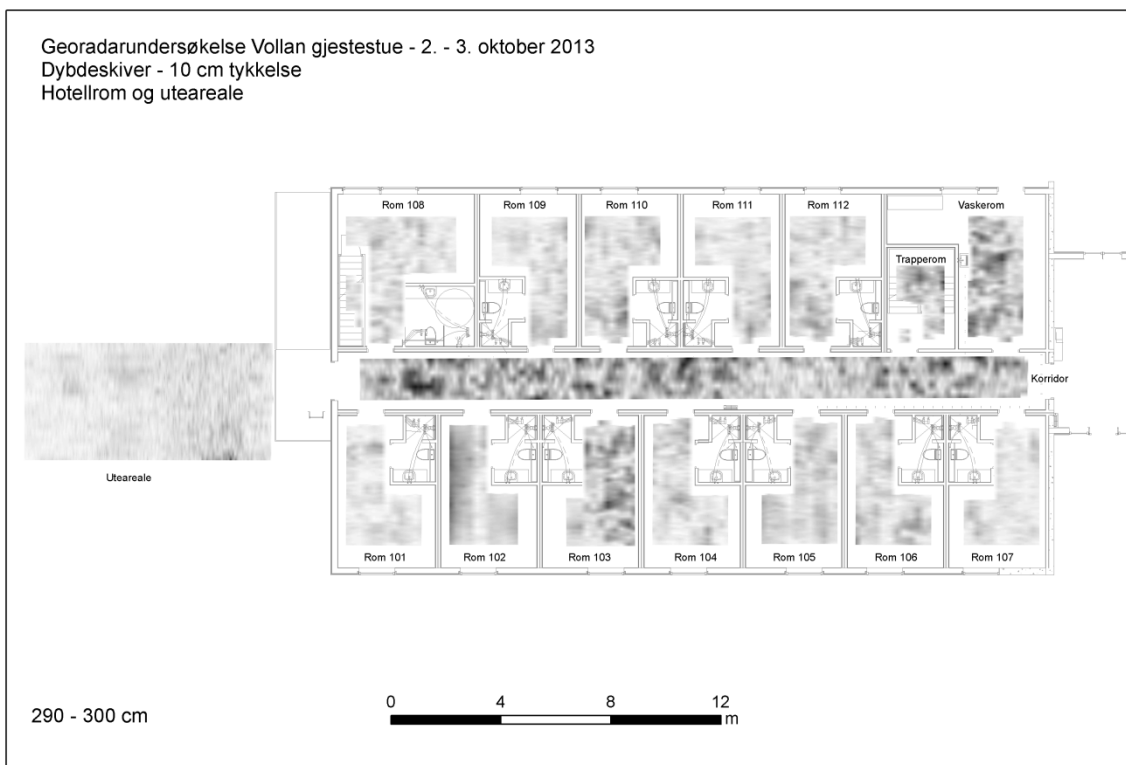 Georadarundersøkelse Vollan gjestestue - 2. - 3. oktober 2013
Dybdeskiver - 10 cm tykkelse
Hotellrom og uteareale
Rom 108
Rom 109
Rom 110
Rom 111
Rom 112
Vaskerom
Trapperom
Korridor
Uteareale
Rom 101
Rom 102
Rom 103
Rom 104
Rom 105
Rom 106
Rom 107
290 - 300 cm
0 4 8 12
m